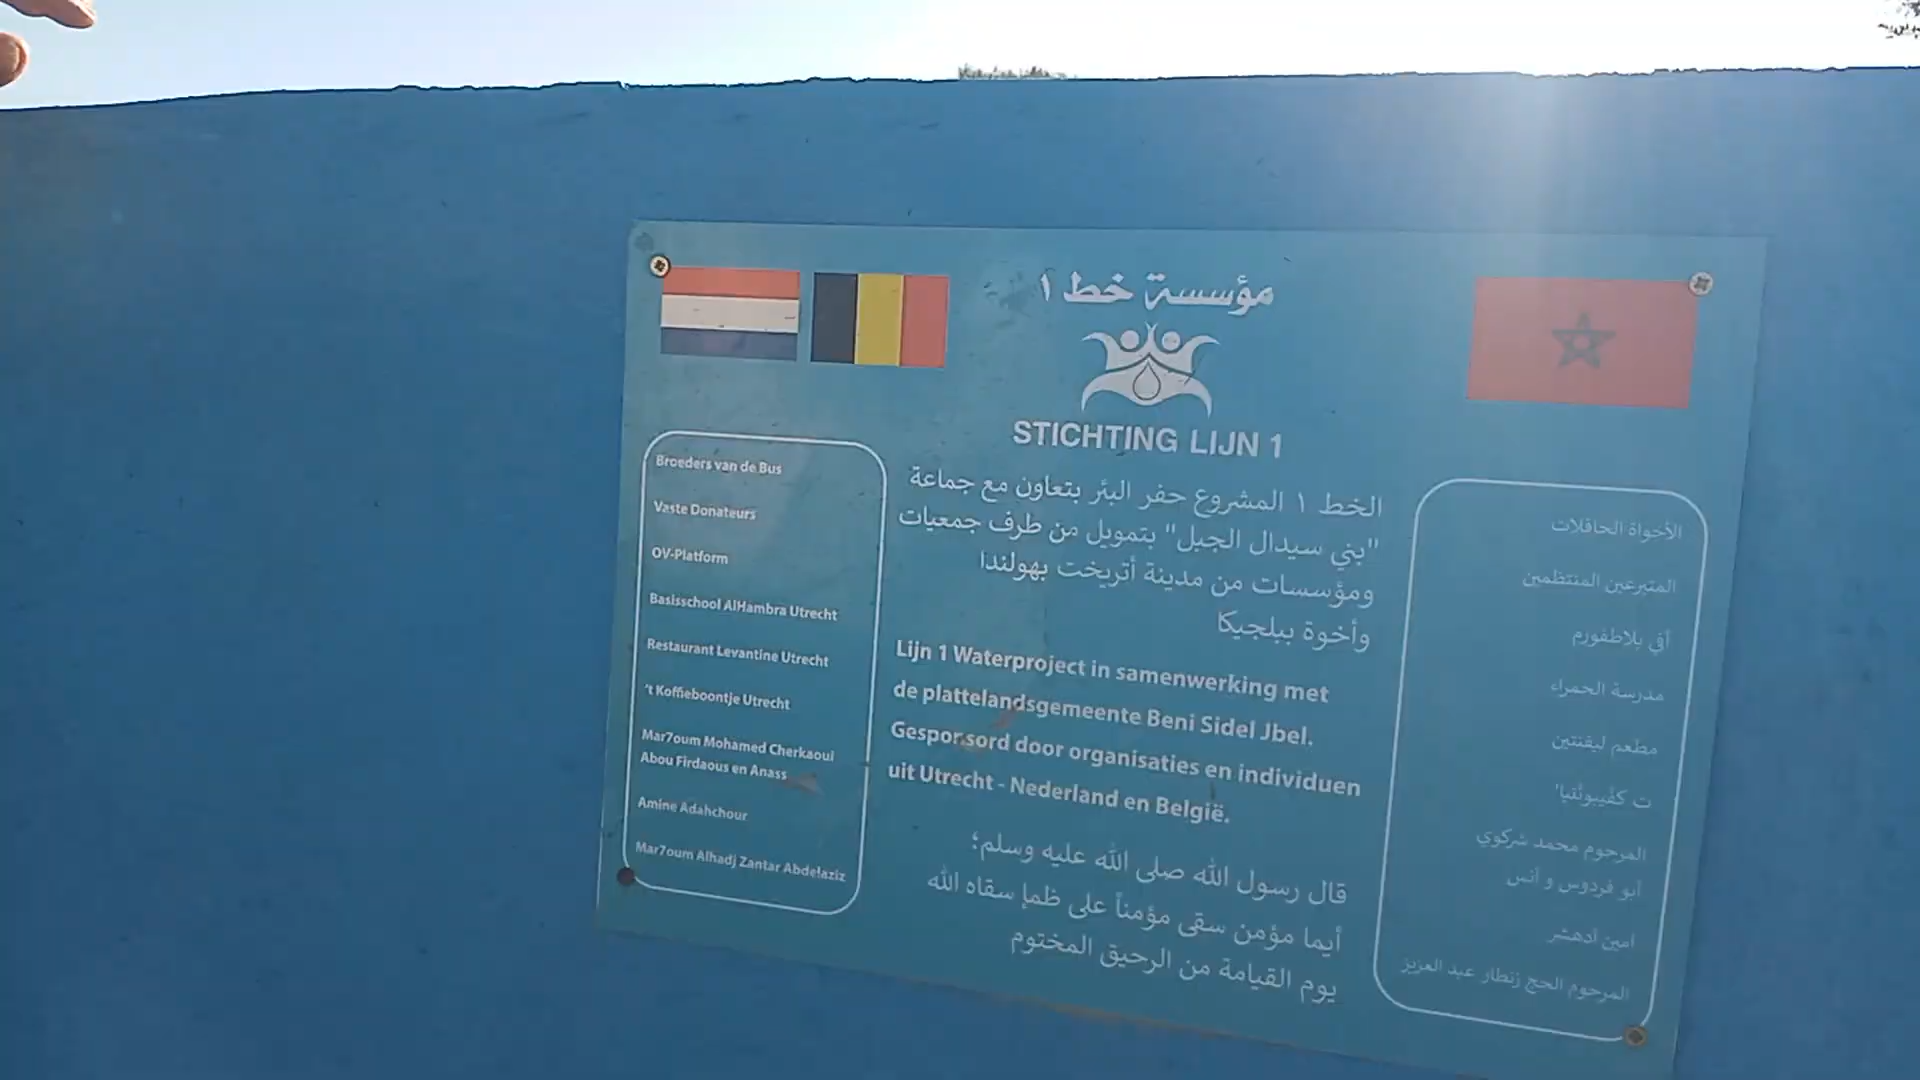 مؤسسة خط ١
STICHTING LIJN 1
Broeders van de Bus
Vaste Donateurs
OV-Platform
Basisschool AlHambra Utrecht
Restaurant Levantine Utrecht
't Koffieboontje Utrecht
Mar7oum Mohamed Cherkaoui
Abou Firdaous en Anass
Amine Adahchour
Mar7oum Alhadj Zantar Abdelaziz
الخط ١ المشروع حفر البئر بتعاون مع جماعة
"بني سيدال الجبل" بتمويل من طرف جمعيات
ومؤسسات من مدينة أتريخت بهولندا
وأخوة ببلجيكا
Lijn 1 Waterproject in samenwerking met
de plattelandsgemeente Beni Sidel Jbel.
Gesponsord door organisaties en individuen
uit Utrecht - Nederland en België.
قال رسول الله صلى الله عليه وسلم؛
أيما مؤمن سقى مؤمناً على ظمإ سقاه الله
يوم القيامة من الرحيق المختوم
الأخواة الحافلات
المتبرعين المنتظمين
أفي بلاطفورم
مدرسة الحمراء
مطعم ليفنتين
المرحوم محمد شركوي
أبو فردوس و أنس
أمين أدهشر
المرحوم الحج زنطار عبد العزيز